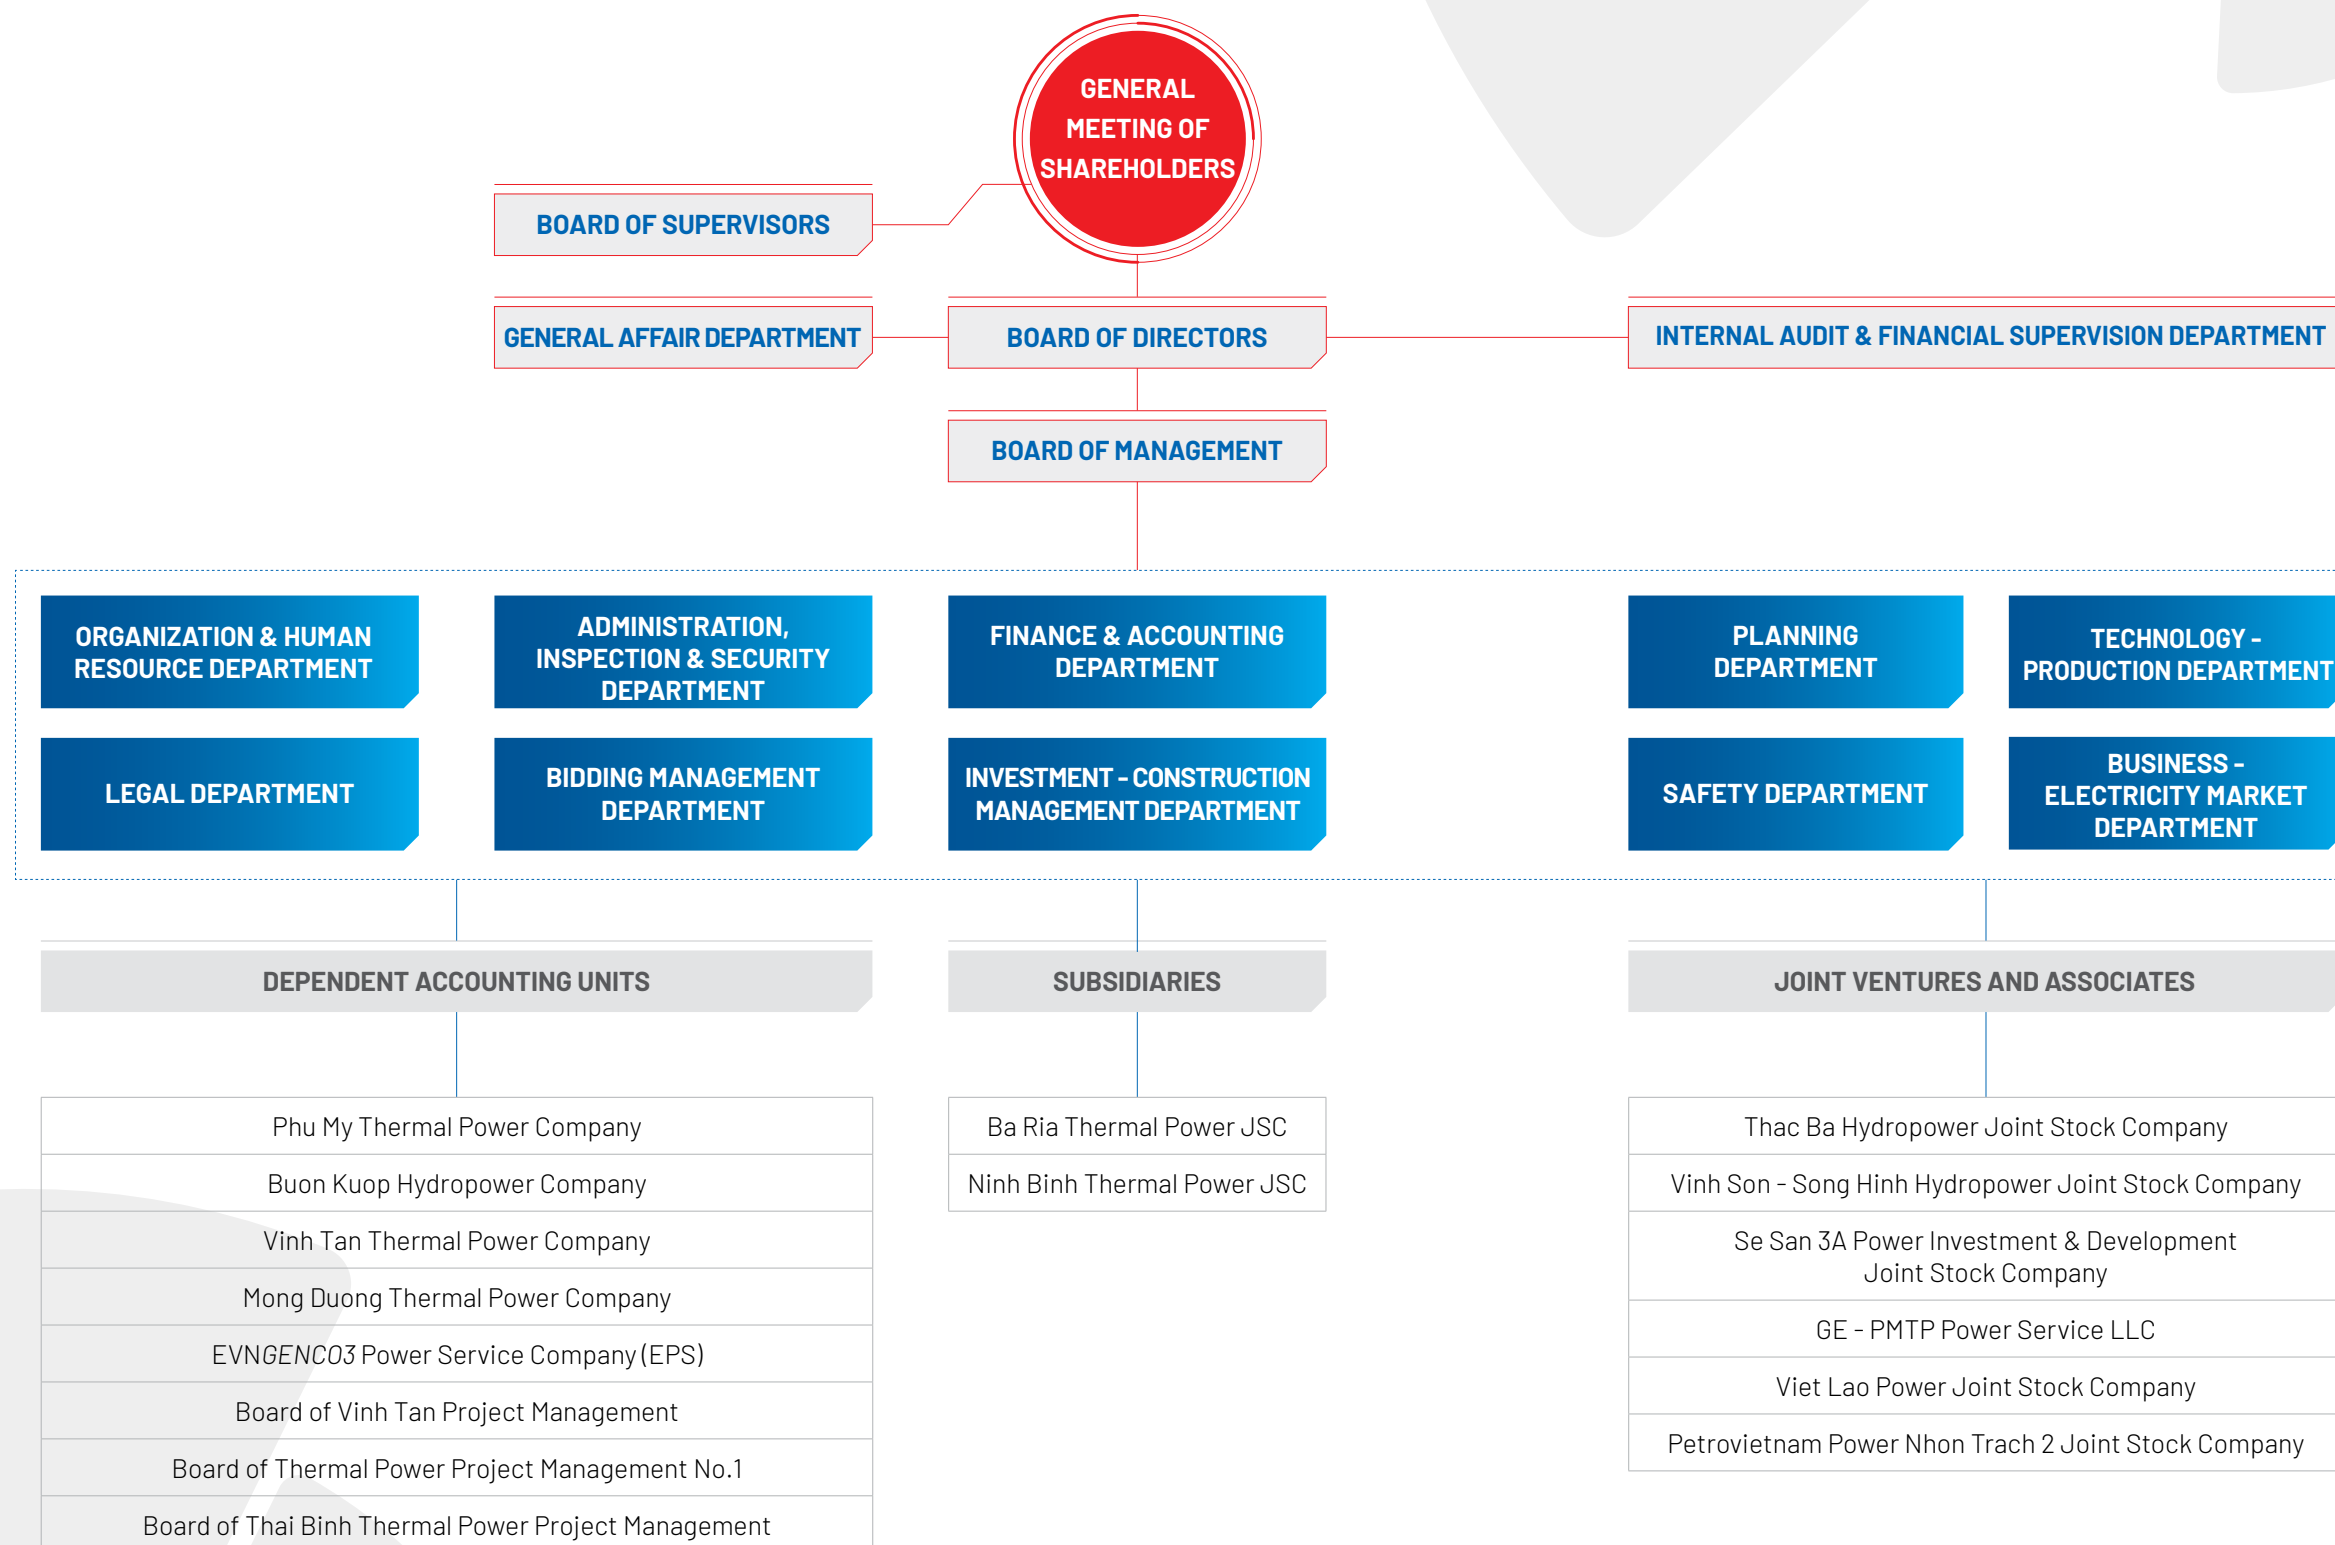 GENERAL
MEETING OF
SHAREHOLDERS
BOARD OF SUPERVISORS
GENERAL AFFAIR DEPARTMENT
BOARD OF DIRECTORS
INTERNAL AUDIT & FINANCIAL SUPERVISION DEPARTMENT
BOARD OF MANAGEMENT
ORGANIZATION & HUMAN
RESOURCE DEPARTMENT
ADMINISTRATION,
INSPECTION & SECURITY
DEPARTMENT
FINANCE & ACCOUNTING
DEPARTMENT
PLANNING
DEPARTMENT
TECHNOLOGY -
PRODUCTION DEPARTMENT
LEGAL DEPARTMENT
BIDDING MANAGEMENT
DEPARTMENT
INVESTMENT - CONSTRUCTION
MANAGEMENT DEPARTMENT
SAFETY DEPARTMENT
BUSINESS -
ELECTRICITY MARKET
DEPARTMENT
DEPENDENT ACCOUNTING UNITS
Phu My Thermal Power Company
Buon Kuop Hydropower Company
Vinh Tan Thermal Power Company
Mong Duong Thermal Power Company
EVNGENCO3 Power Service Company (EPS)
Board of Vinh Tan Project Management
Board of Thermal Power Project Management No.1
Board of Thai Binh Thermal Power Project Management
SUBSIDIARIES
Ba Ria Thermal Power JSC
Ninh Binh Thermal Power JSC
JOINT VENTURES AND ASSOCIATES
Thac Ba Hydropower Joint Stock Company
Vinh Son - Song Hinh Hydropower Joint Stock Company
Se San 3A Power Investment & Development
Joint Stock Company
GE - PMTP Power Service LLC
Viet Lao Power Joint Stock Company
Petrovietnam Power Nhon Trach 2 Joint Stock Company